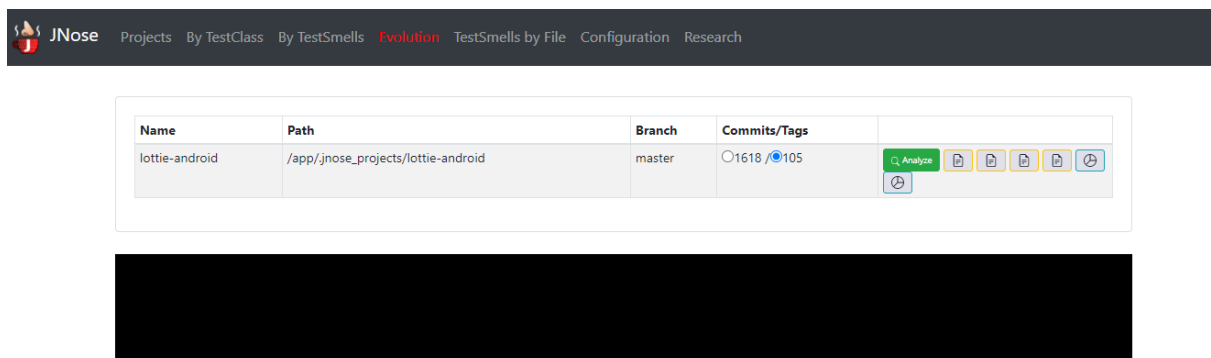 JNose Projects By TestClass By TestSmells Evolution TestSmells by File Configuration Research
Name Path Branch Commits/Tags
lottie-android /app/.jnose_projects/lottie-android master 1618 / 105 Analyze